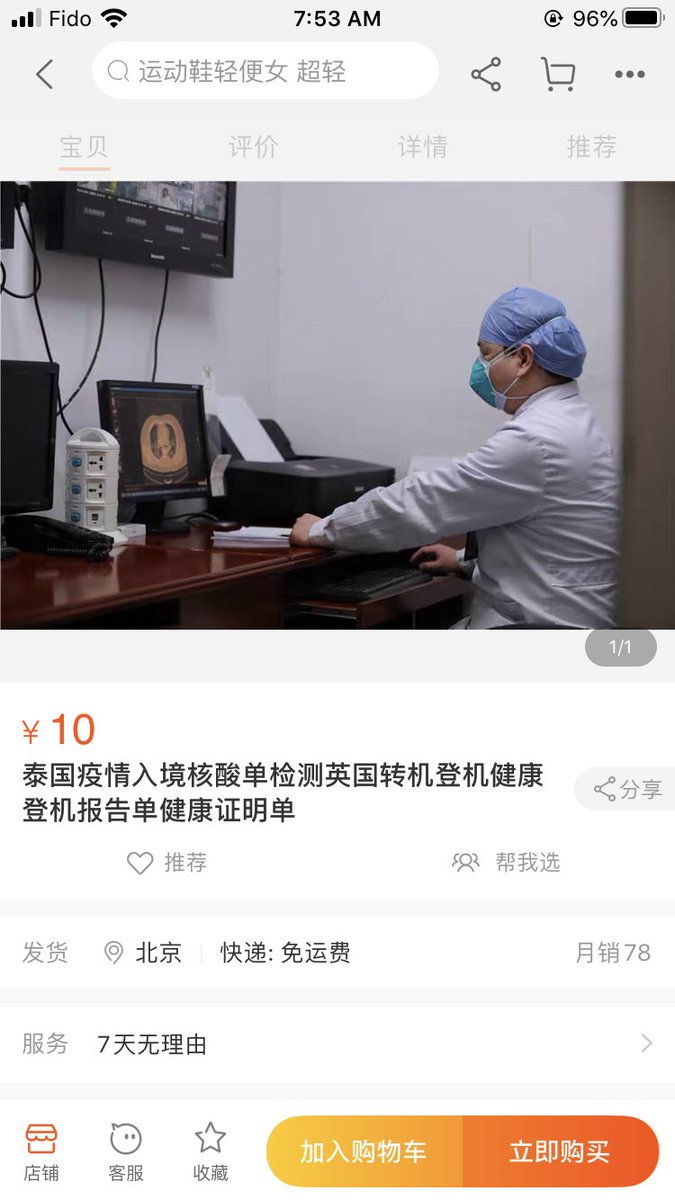 Fido
7:53 AM
96%
运动鞋轻便女 超轻
宝贝
评价
详情
推荐
1/1
¥ 10
泰国疫情入境核酸单检测英国转机登机健康
登机报告单健康证明单
分享
推荐
帮我选
发货
北京
快递: 免运费
月销78
服务
7天无理由
店铺
客服
收藏
加入购物车
立即购买